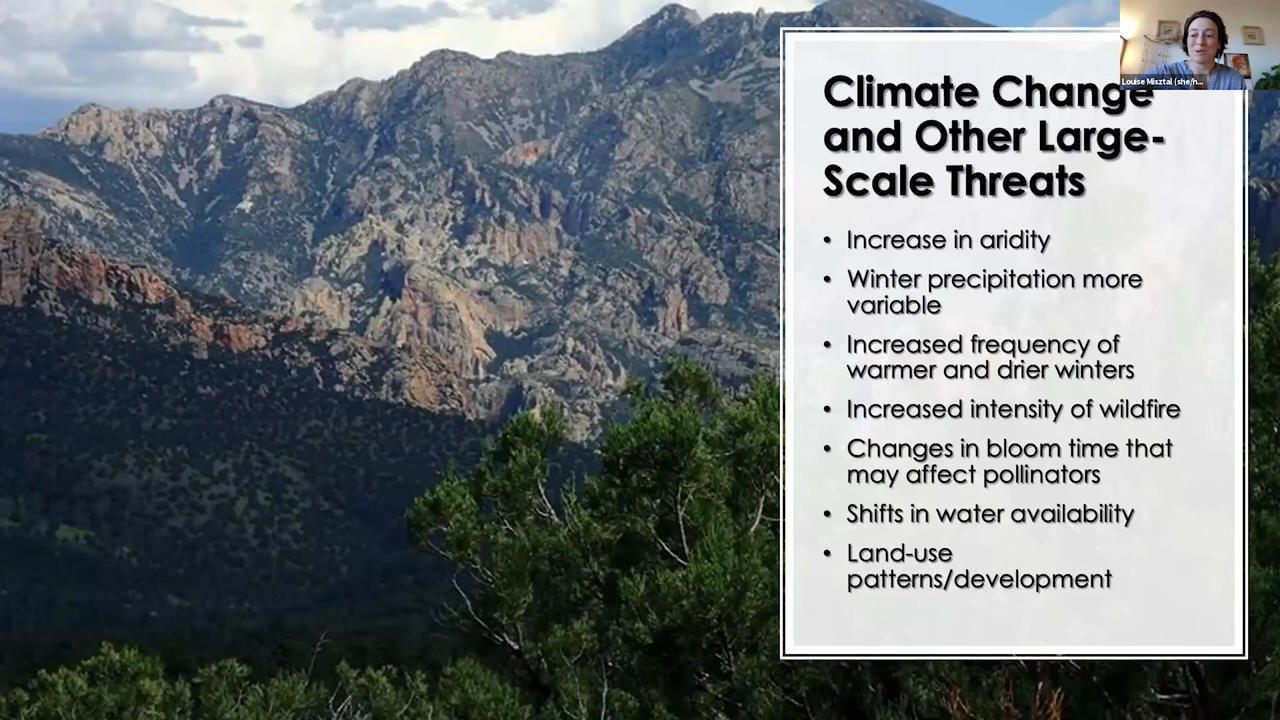 Louise Misztal (she/h...
Climate Change
and Other Large-
Scale Threats
• Increase in aridity
• Winter precipitation more
variable
• Increased frequency of
warmer and drier winters
• Increased intensity of wildfire
• Changes in bloom time that
may affect pollinators
• Shifts in water availability
• Land-use
patterns/development